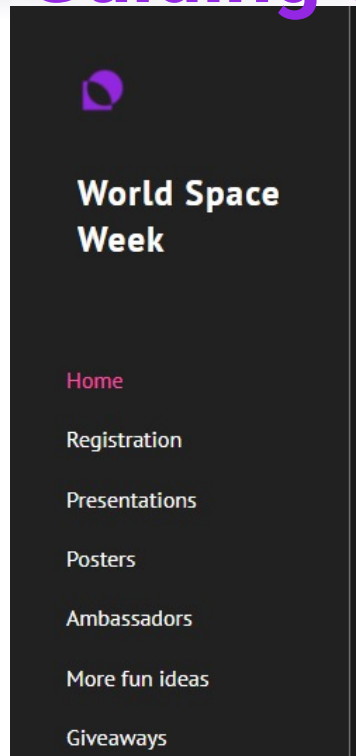 World Space
Week
Home
Registration
Presentations
Posters
Ambassadors
More fun ideas
Giveaways